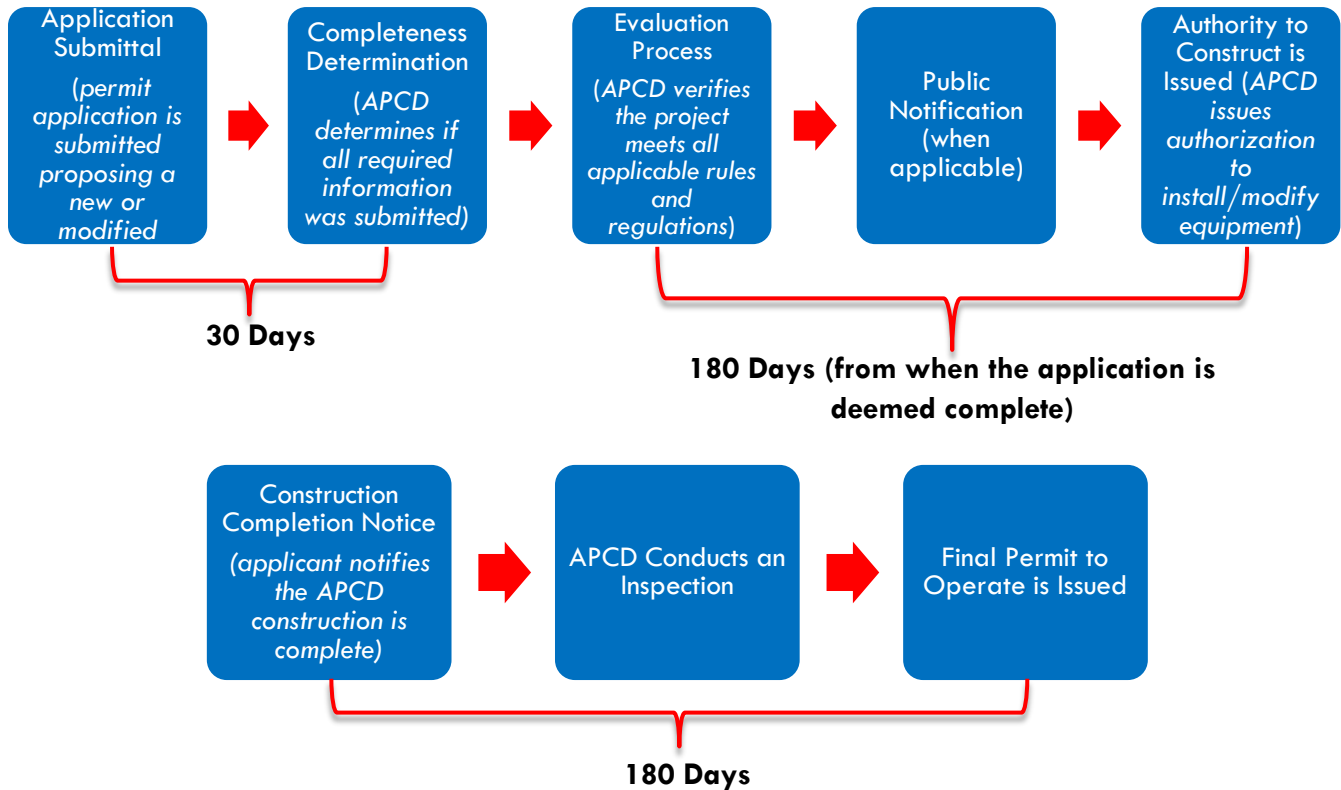 Application
Submittal
(permit
application is
submitted
proposing a
new or
modified
Completeness
Determination
(APCD
determines if
all required
information
was submitted)
Evaluation
Process
(APCD verifies
the project
meets all
applicable rules
and
regulations)
Public
Notification
(when
applicable)
Authority to
Construct is
Issued (APCD
issues
authorization
to
install/modify
equipment)
30 Days
180 Days (from when the application is
deemed complete)
Construction
Completion Notice
(applicant notifies
the APCD
construction is
complete)
APCD Conducts an
Inspection
Final Permit to
Operate is Issued
180 Days